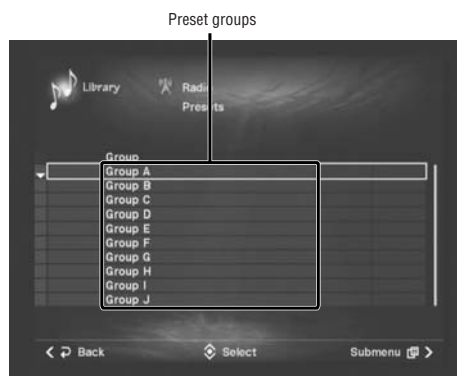 Preset groups
Library Radio
Presets
Group
Group A
Group B
Group C
Group D
Group E
Group F
Group G
Group H
Group I
Group J
Back Select Submenu